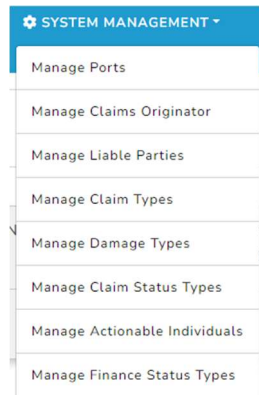 SYSTEM MANAGEMENT
Manage Ports
Manage Claims Originator
Manage Liable Parties
Manage Claim Types
Manage Damage Types
Manage Claim Status Types
Manage Actionable Individuals
Manage Finance Status Types